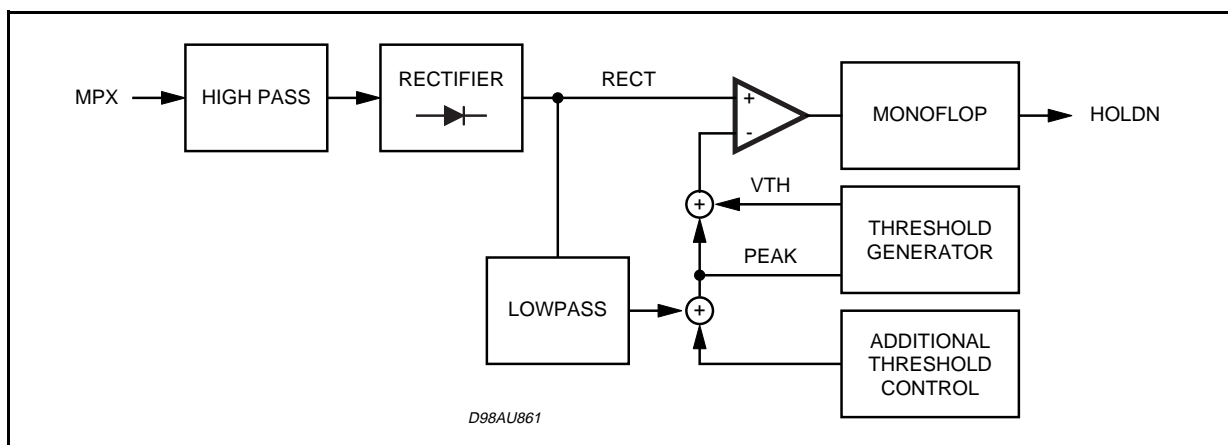 MPX
HIGH PASS
RECTIFIER
RECT
+
-
MONOFLOP
HOLDN
VTH
+
THRESHOLD
GENERATOR
PEAK
LOWPASS
+
ADDITIONAL
THRESHOLD
CONTROL
D98AU861